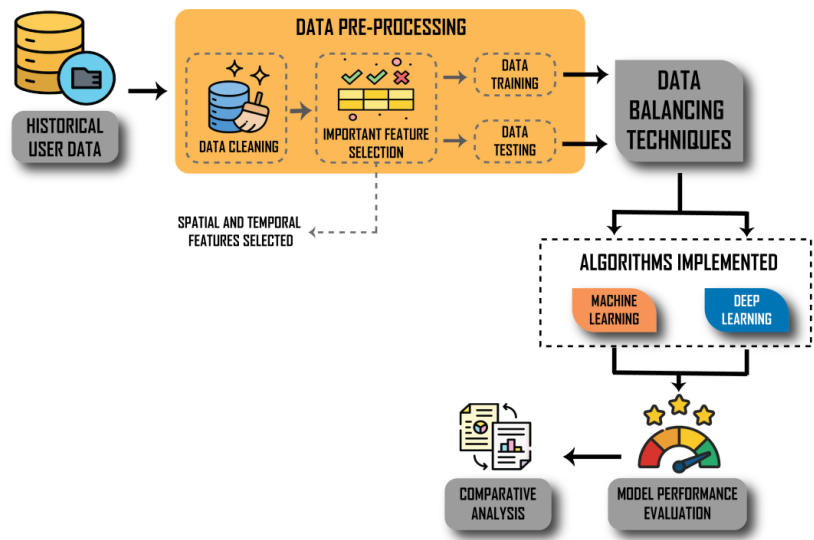 DATA PRE-PROCESSING
HISTORICAL
USER DATA
DATA CLEANING
IMPORTANT FEATURE
SELECTION
DATA
TRAINING
DATA
TESTING
DATA
BALANCING
TECHNIQUES
SPATIAL AND TEMPORAL
FEATURES SELECTED
ALGORITHMS IMPLEMENTED
MACHINE
LEARNING
DEEP
LEARNING
MODEL PERFORMANCE
EVALUATION
COMPARATIVE
ANALYSIS